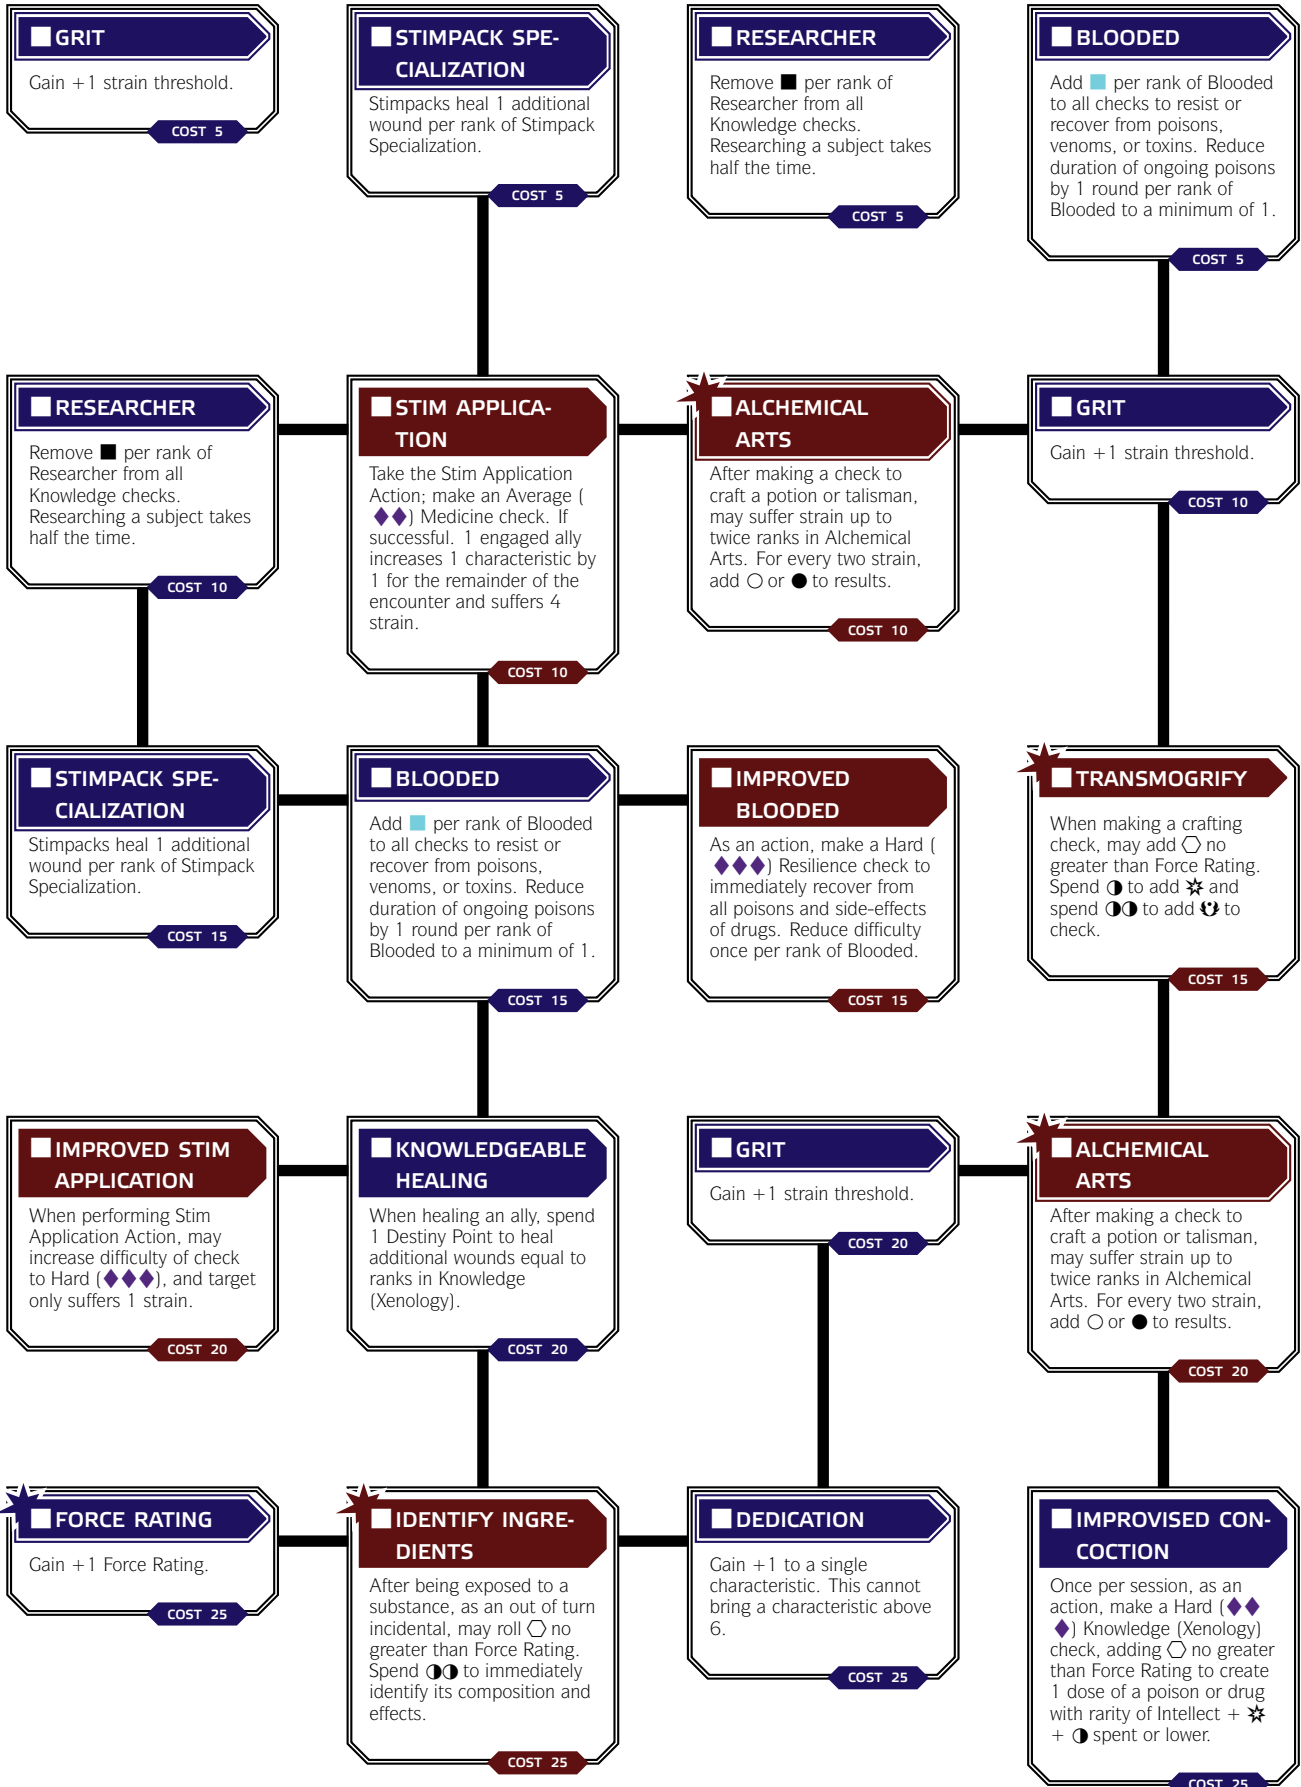 GRIT
Gain +1 strain threshold.
COST 5
STIMPACK SPE-
CIALIZATION
Stimpacks heal 1 additional
wound per rank of Stimpack
Specialization.
COST 5
RESEARCHER
Remove ■ per rank of
Researcher from all
Knowledge checks.
Researching a subject takes
half the time.
COST 5
BLOODED
Add ■ per rank of Blooded
to all checks to resist or
recover from poisons,
venoms, or toxins. Reduce
duration of ongoing poisons
by 1 round per rank of
Blooded to a minimum of 1.
COST 5
RESEARCHER
Remove ■ per rank of
Researcher from all
Knowledge checks.
Researching a subject takes
half the time.
COST 10
STIM APPLICA-
TION
Take the Stim Application
Action; make an Average (
◆◆) Medicine check. If
successful. 1 engaged ally
increases 1 characteristic by
1 for the remainder of the
encounter and suffers 4
strain.
COST 10
ALCHEMICAL
ARTS
After making a check to
craft a potion or talisman,
may suffer strain up to
twice ranks in Alchemical
Arts. For every two strain,
add ○ or ● to results.
COST 10
GRIT
Gain +1 strain threshold.
COST 10
STIMPACK SPE-
CIALIZATION
Stimpacks heal 1 additional
wound per rank of Stimpack
Specialization.
COST 15
BLOODED
Add ■ per rank of Blooded
to all checks to resist or
recover from poisons,
venoms, or toxins. Reduce
duration of ongoing poisons
by 1 round per rank of
Blooded to a minimum of 1.
COST 15
IMPROVED
BLOODED
As an action, make a Hard (
◆◆◆) Resilience check to
immediately recover from
all poisons and side-effects
of drugs. Reduce difficulty
once per rank of Blooded.
COST 15
TRANSMOGRIFY
When making a crafting
check, may add ⬡ no
greater than Force Rating.
Spend ◑ to add and
spend ◑◑ to add to
check.
COST 15
IMPROVED STIM
APPLICATION
When performing Stim
Application Action, may
increase difficulty of check
to Hard (◆◆◆), and target
only suffers 1 strain.
COST 20
KNOWLEDGEABLE
HEALING
When healing an ally, spend
1 Destiny Point to heal
additional wounds equal to
ranks in Knowledge
(Xenology).
COST 20
GRIT
Gain +1 strain threshold.
COST 20
ALCHEMICAL
ARTS
After making a check to
craft a potion or talisman,
may suffer strain up to
twice ranks in Alchemical
Arts. For every two strain,
add ○ or ● to results.
COST 20
FORCE RATING
Gain +1 Force Rating.
COST 25
IDENTIFY INGRE-
DIENTS
After being exposed to a
substance, as an out of turn
incidental, may roll ⬡ no
greater than Force Rating.
Spend ◑◑ to immediately
identify its composition and
effects.
COST 25
DEDICATION
Gain +1 to a single
characteristic. This cannot
bring a characteristic above
6.
COST 25
IMPROVISED CON-
COCTION
Once per session, as an
action, make a Hard (◆◆
◆) Knowledge (Xenology)
check, adding ⬡ no greater
than Force Rating to create
1 dose of a poison or drug
with rarity of Intellect +
+ ◑ spent or lower.
COST 25